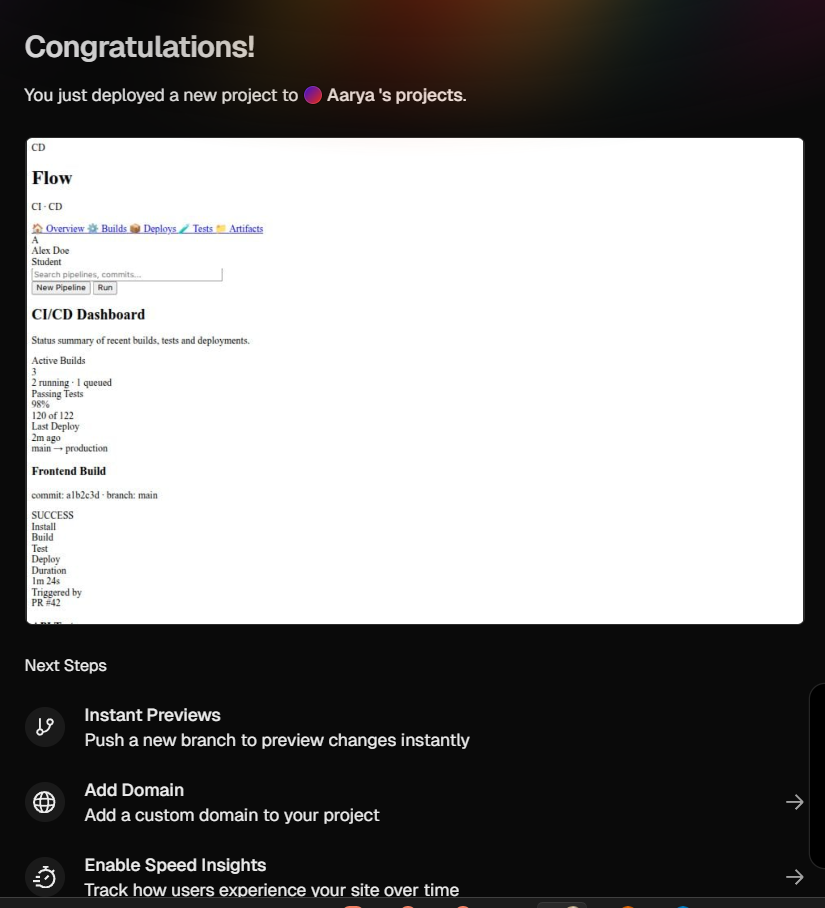 Congratulations!
You just deployed a new project to Aarya 's projects.
CD
Flow
CI · CD
🏠 Overview ⚙️ Builds 📦 Deploys 🧪 Tests 📁 Artifacts
A
Alex Doe
Student
Search pipelines, commits...
New Pipeline Run
CI/CD Dashboard
Status summary of recent builds, tests and deployments.
Active Builds
3
2 running · 1 queued
Passing Tests
98%
120 of 122
Last Deploy
2m ago
main → production
Frontend Build
commit: a1b2c3d · branch: main
SUCCESS
Install
Build
Test
Deploy
Duration
1m 24s
Triggered by
PR #42
Next Steps
Instant Previews
Push a new branch to preview changes instantly
Add Domain
Add a custom domain to your project
Enable Speed Insights
Track how users experience your site over time